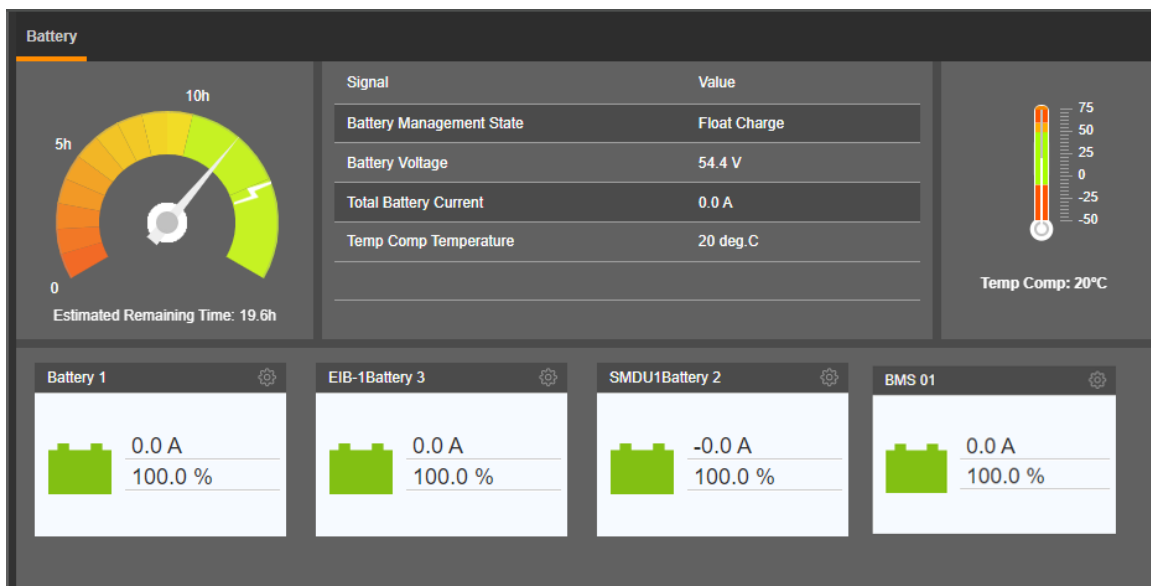 Battery
10h
5h
0
Estimated Remaining Time: 19.6h
Signal Value
Battery Management State Float Charge
Battery Voltage 54.4 V
Total Battery Current 0.0 A
Temp Comp Temperature 20 deg.C
75
50
25
0
-25
-50
Temp Comp: 20°C
Battery 1
0.0 A
100.0 %
EIB-1Battery 3
0.0 A
100.0 %
SMDU1Battery 2
-0.0 A
100.0 %
BMS 01
0.0 A
100.0 %